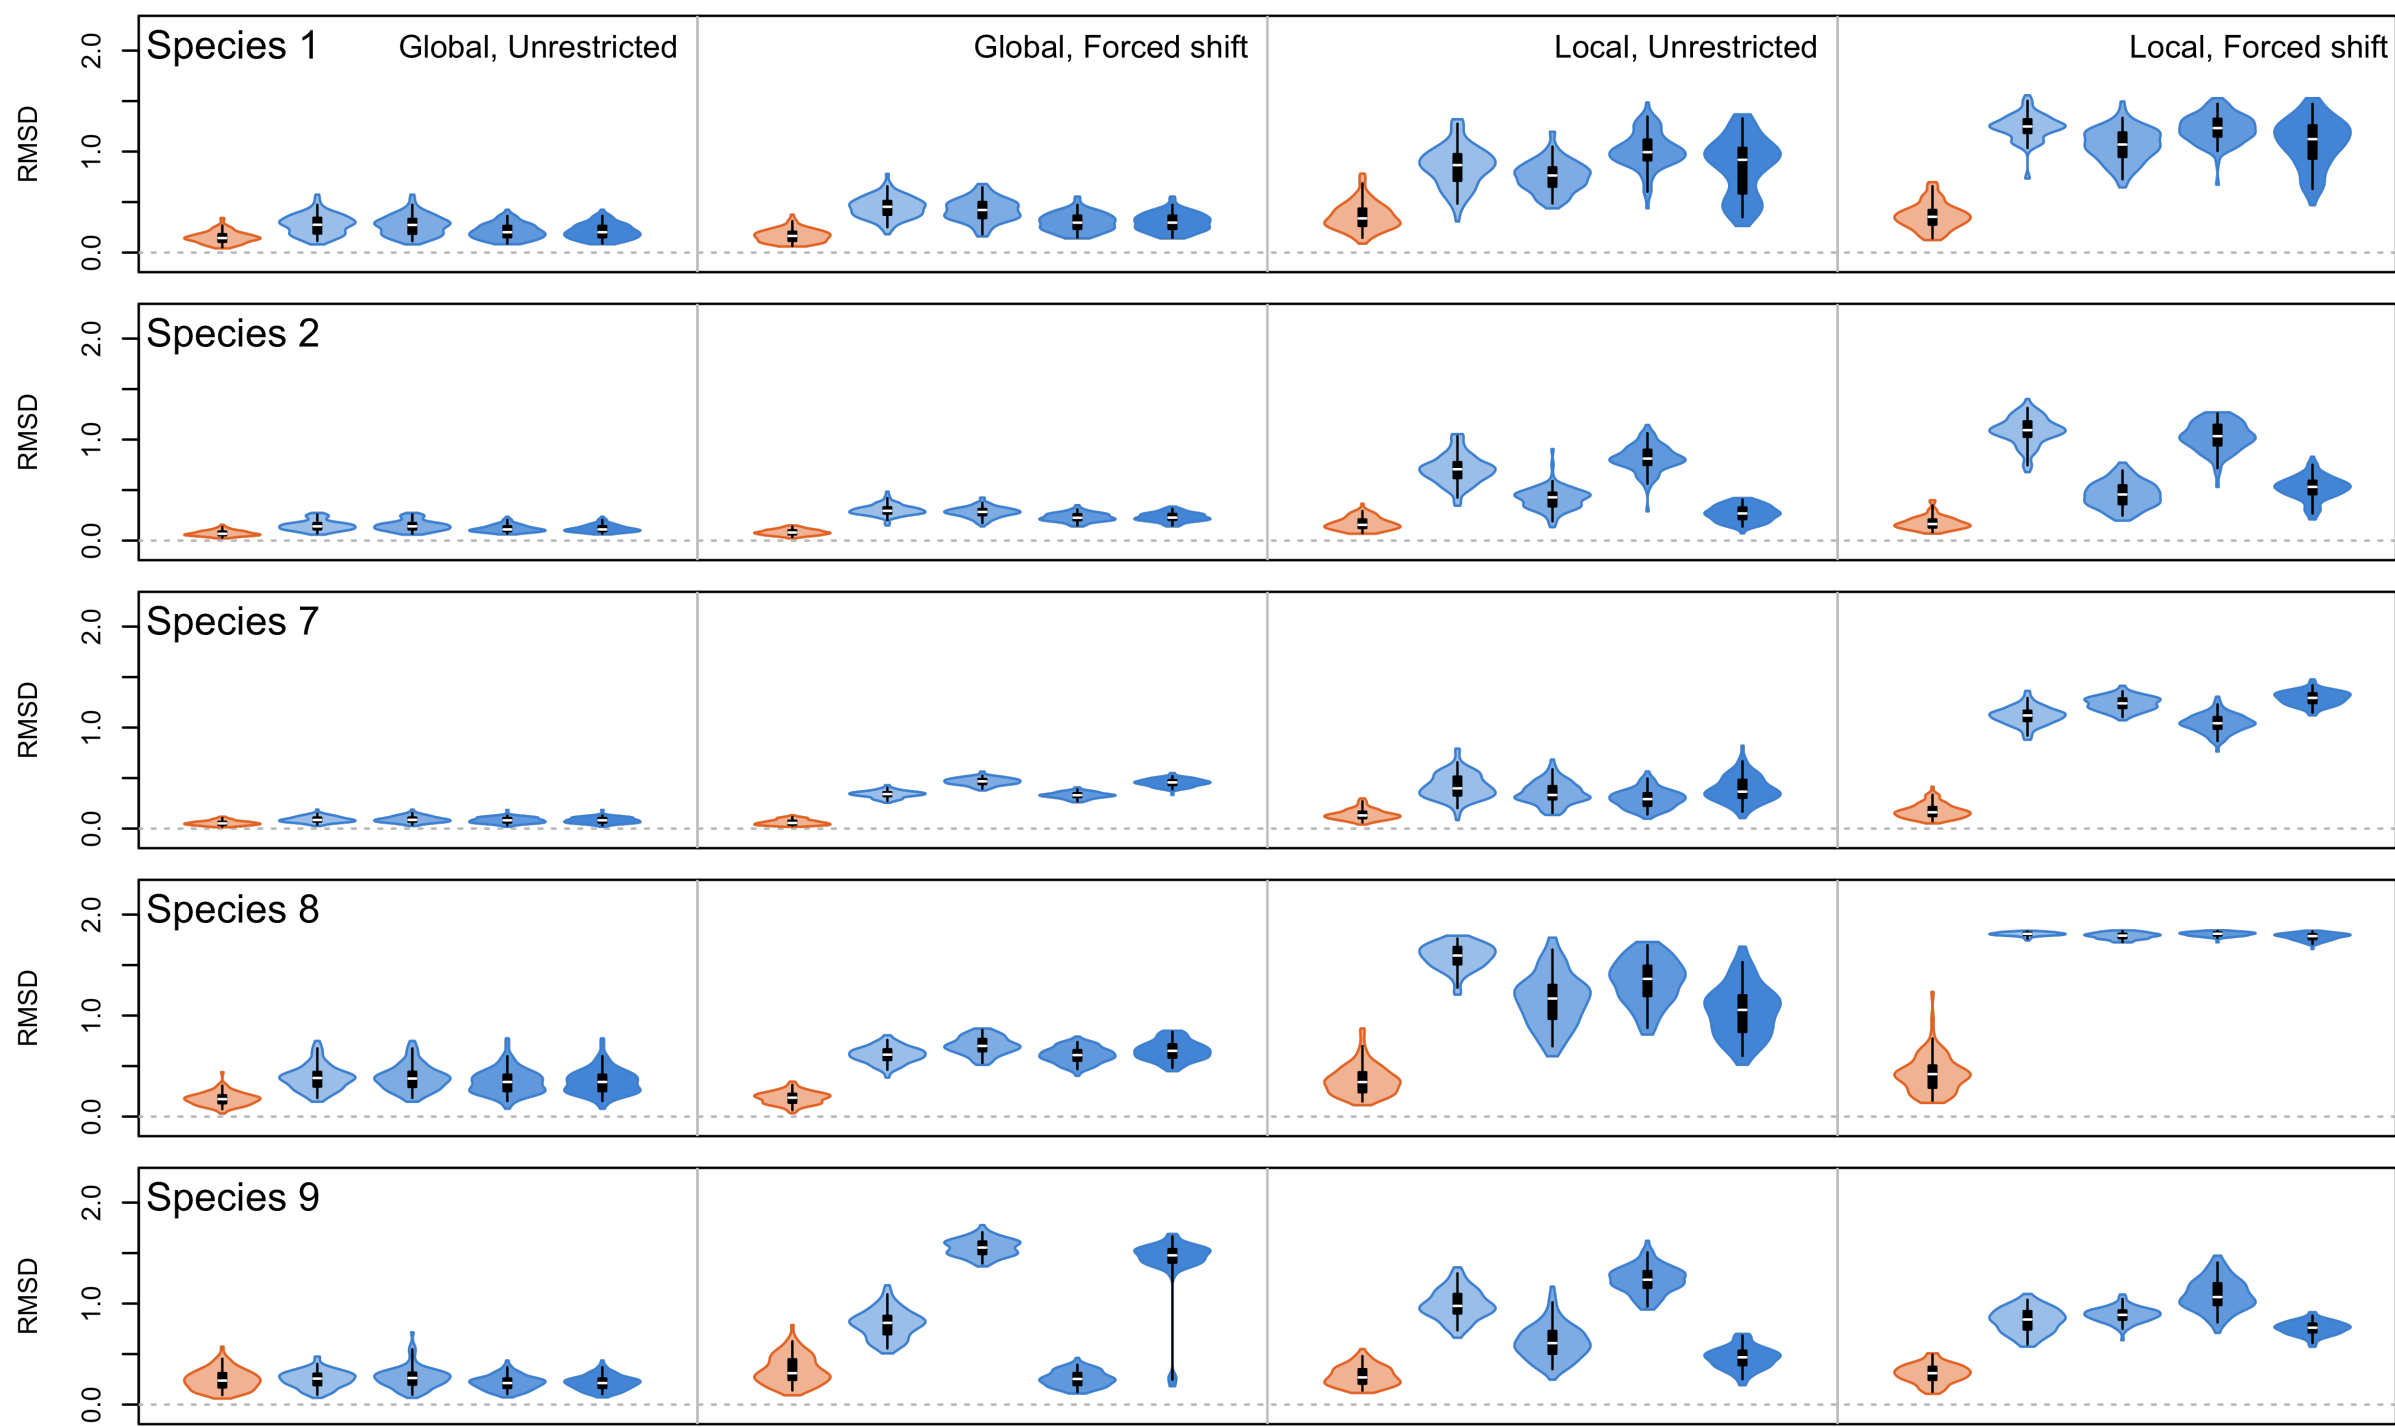 Species 1
Global, Unrestricted
Global, Forced shift
Local, Unrestricted
Local, Forced shift
RMSD
2.0
1.0
0.0
Species 2
RMSD
2.0
1.0
0.0
Species 7
RMSD
2.0
1.0
0.0
Species 8
RMSD
2.0
1.0
0.0
Species 9
RMSD
2.0
1.0
0.0